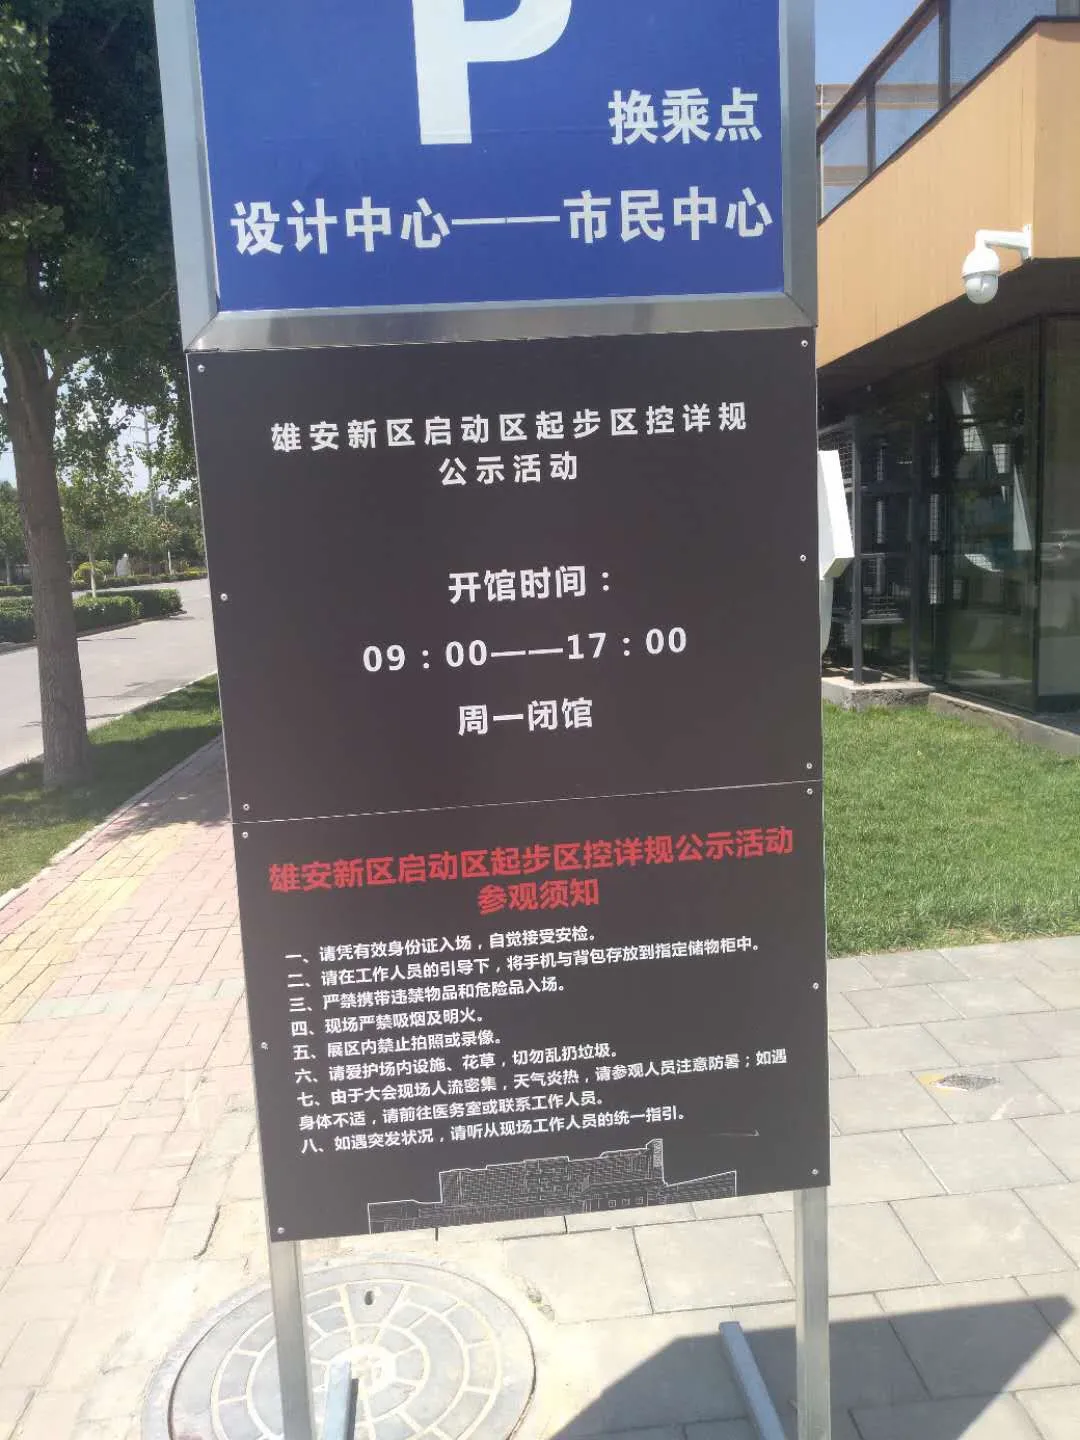 P
换乘点
设计中心——市民中心
雄安新区启动区起步区控详规
公示活动
开馆时间：
09：00——17：00
周一闭馆
雄安新区启动区起步区控详规公示活动
参观须知
一、请凭有效身份证入场，自觉接受安检。
二、请在工作人员的引导下，将手机与背包存放到指定储物柜中。
三、严禁携带违禁物品和危险品入场。
四、现场严禁吸烟及明火。
五、展区内禁止拍照或录像。
六、请爱护场内设施、花草，切勿乱扔垃圾。
七、由于大会现场人流密集，天气炎热，请参观人员注意防暑；如遇
身体不适，请前往医务室或联系工作人员。
八、如遇突发状况，请听从现场工作人员的统一指引。